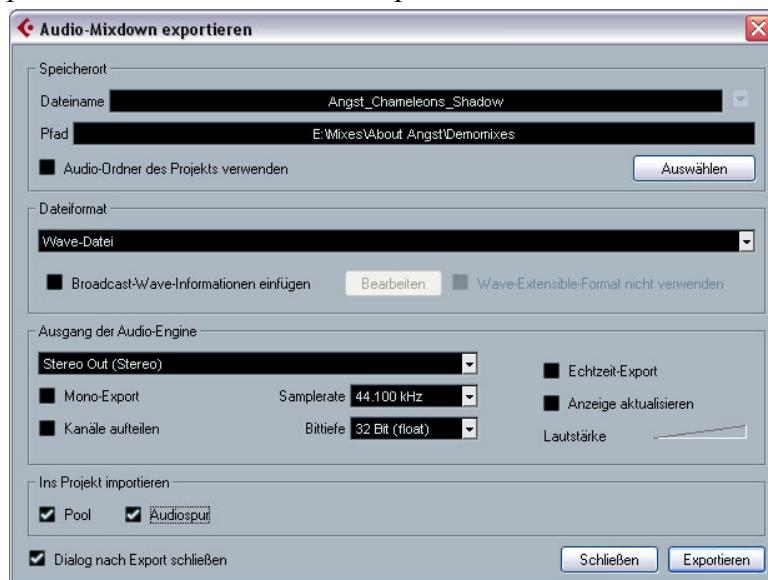 Audio-Mixdown exportieren
Speicherort
Dateiname Angst_Chameleons_Shadow
Pfad E:\Mixes\About Angst\Demomixes
Audio-Ordner des Projekts verwenden Auswählen
Dateiformat
Wave-Datei
Broadcast-Wave-Informationen einfügen Bearbeiten Wave-Extensible-Format nicht verwenden
Ausgang der Audio-Engine
Stereo Out (Stereo)
Echtzeit-Export
Mono-Export Samplerate 44.100 kHz
Anzeige aktualisieren
Kanäle aufteilen Bittiefe 32 Bit (float)
Lautstärke
Ins Projekt importieren
Pool Audiospur
Dialog nach Export schließen Schließen Exportieren